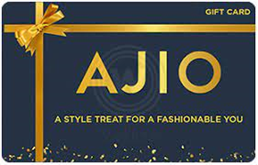 GIFT CARD
AJIO
A STYLE TREAT FOR A FASHIONABLE YOU